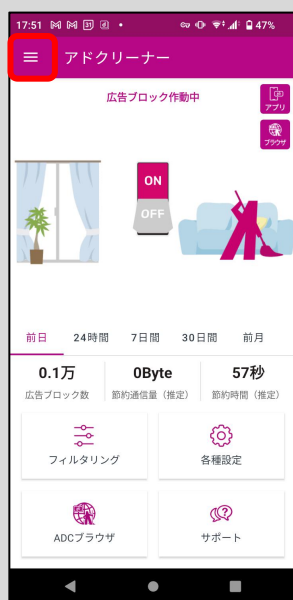 17:51 31 47%
アドクリーナー
広告ブロック作動中
アプリ
ブラウザ
ON
OFF
前日 24時間 7日間 30日間 前月
0.1万 0Byte 57秒
広告ブロック数 節約通信量（推定） 節約時間（推定）
フィルタリング 各種設定
ADCブラウザ サポート